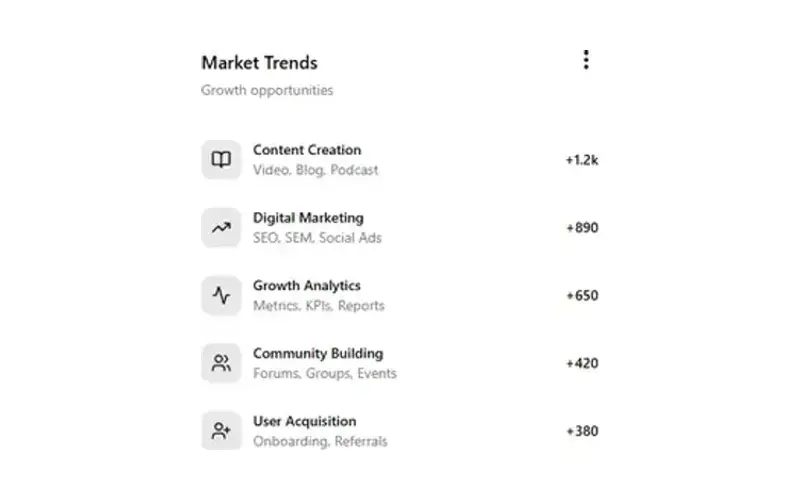 Market Trends
Growth opportunities
Content Creation
Video, Blog, Podcast
+1.2k
Digital Marketing
SEO, SEM, Social Ads
+890
Growth Analytics
Metrics, KPIs, Reports
+650
Community Building
Forums, Groups, Events
+420
User Acquisition
Onboarding, Referrals
+380